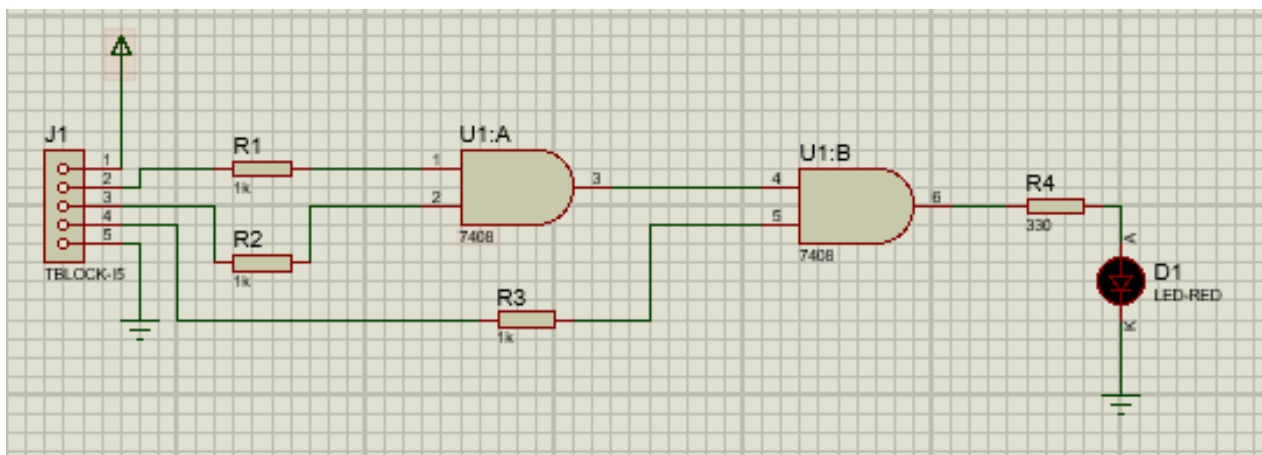 J1
1
2
3
4
5
TBLOCK-I5
R1
1k
R2
1k
R3
1k
U1:A
1
2
3
7408
U1:B
4
5
6
7408
R4
330
A
D1
LED-RED
K